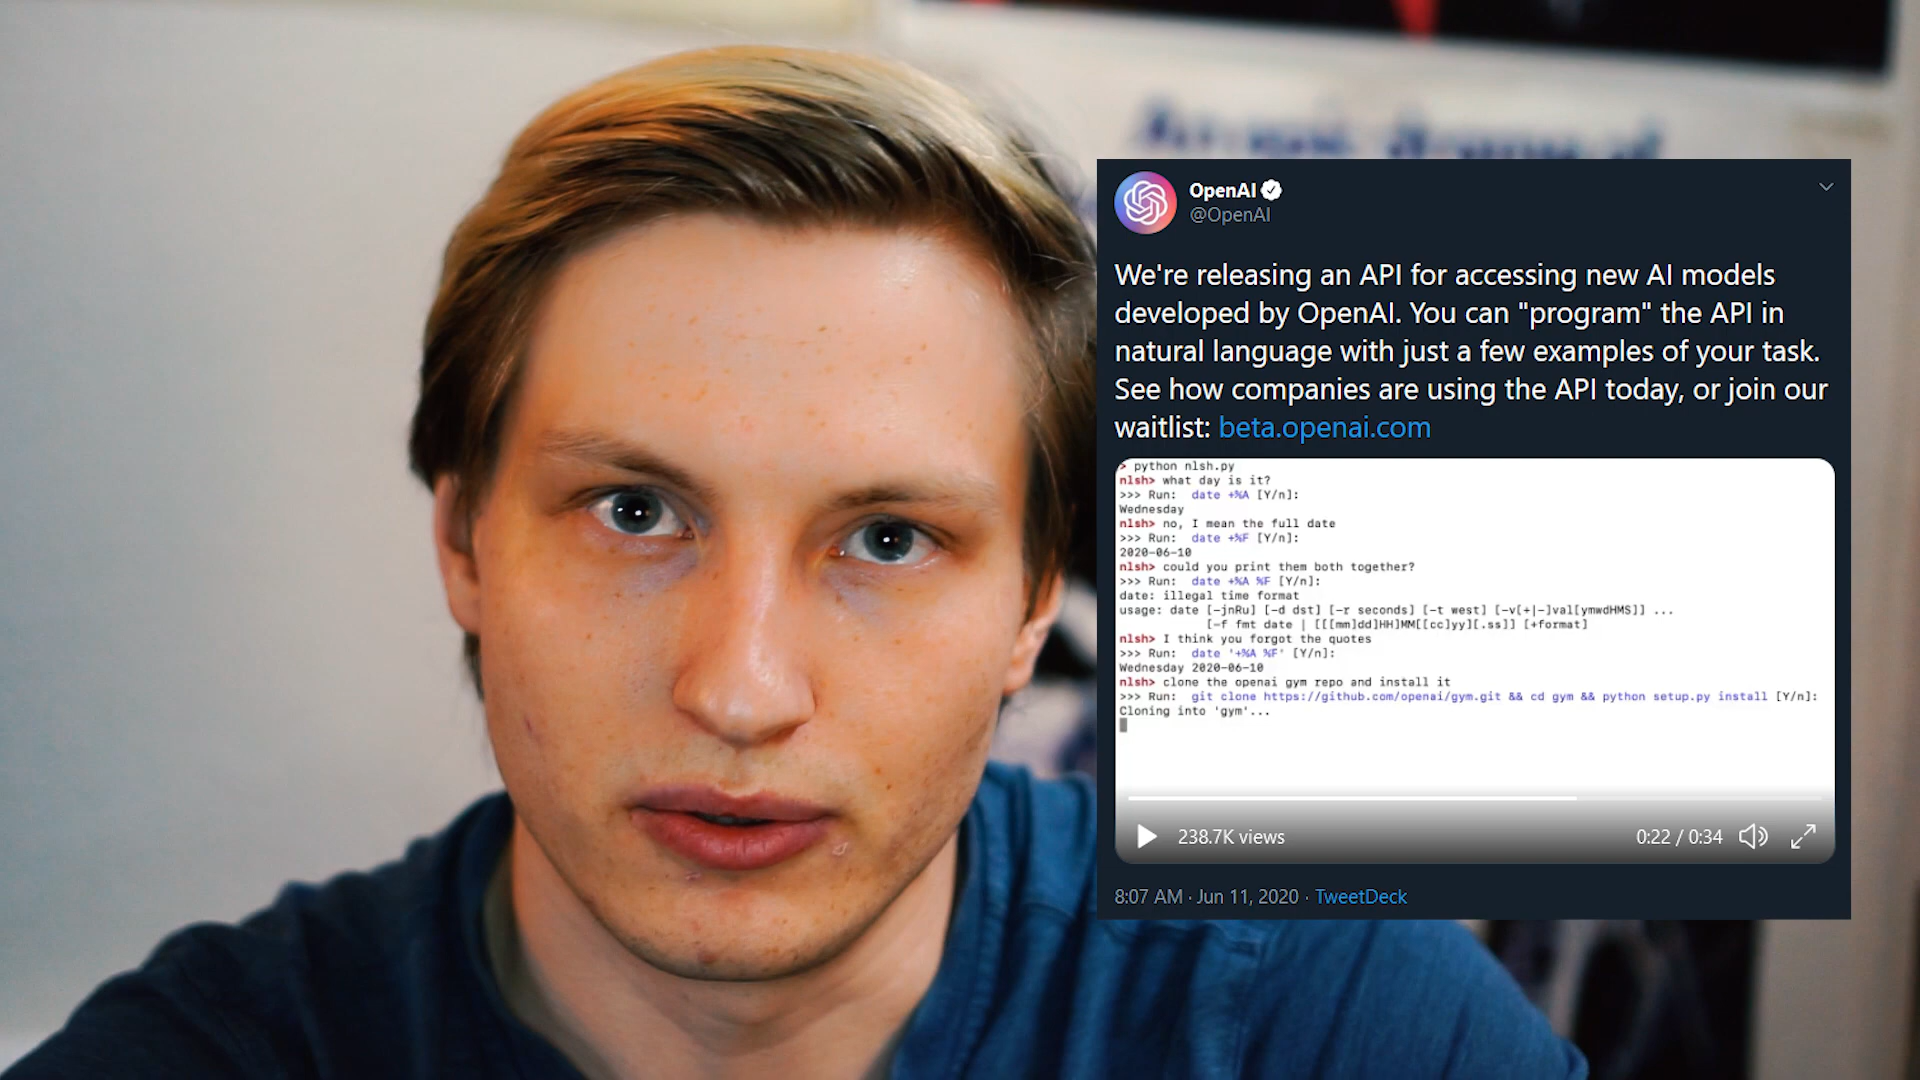 OpenAI
@OpenAI
We're releasing an API for accessing new AI models
developed by OpenAI. You can "program" the API in
natural language with just a few examples of your task.
See how companies are using the API today, or join our
waitlist: beta.openai.com
> python nlsh.py
nlsh> what day is it?
>>> Run: date +%A [Y/n]:
Wednesday
nlsh> no, I mean the full date
>>> Run: date +%F [Y/n]:
2020-06-10
nlsh> could you print them both together?
>>> Run: date +%A %F [Y/n]:
date: illegal time format
usage: date [-jnRu] [-d dst] [-r seconds] [-t west] [-v[+|-]val[ymwdHMS]] ...
[-f fmt date | [[[mm]dd]HH]MM[[cc]yy][.ss]] [+format]
nlsh> I think you forgot the quotes
>>> Run: date '+%A %F' [Y/n]:
Wednesday 2020-06-10
nlsh> clone the openai gym repo and install it
>>> Run: git clone https://github.com/openai/gym.git && cd gym && python setup.py install [Y/n]:
Cloning into 'gym'...
238.7K views
0:22 / 0:34
8:07 AM · Jun 11, 2020 · TweetDeck